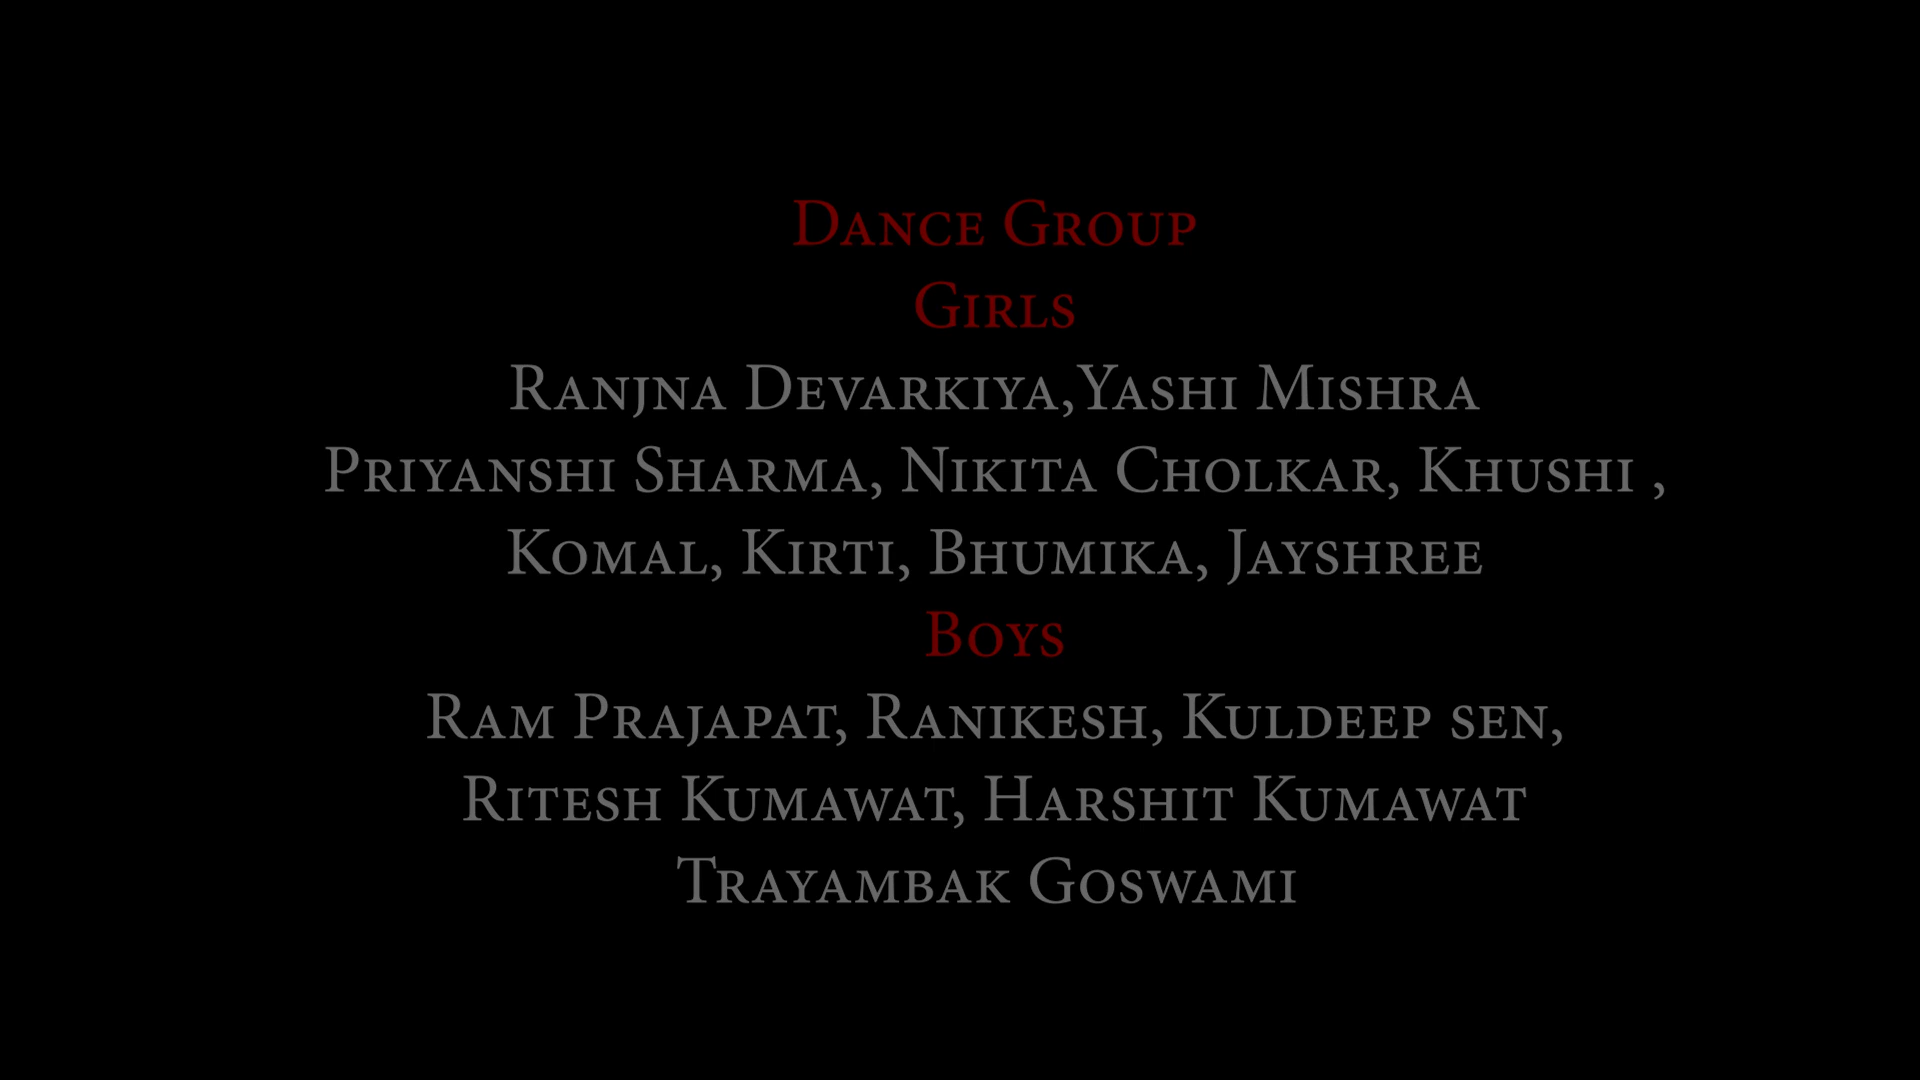 Dance Group
Girls
Ranjna Devarkiya,Yashi Mishra
Priyanshi Sharma, Nikita Cholkar, Khushi ,
Komal, Kirti, Bhumika, Jayshree
Boys
Ram Prajapat, Ranikesh, Kuldeep sen,
Ritesh Kumawat, Harshit Kumawat
Trayambak Goswami